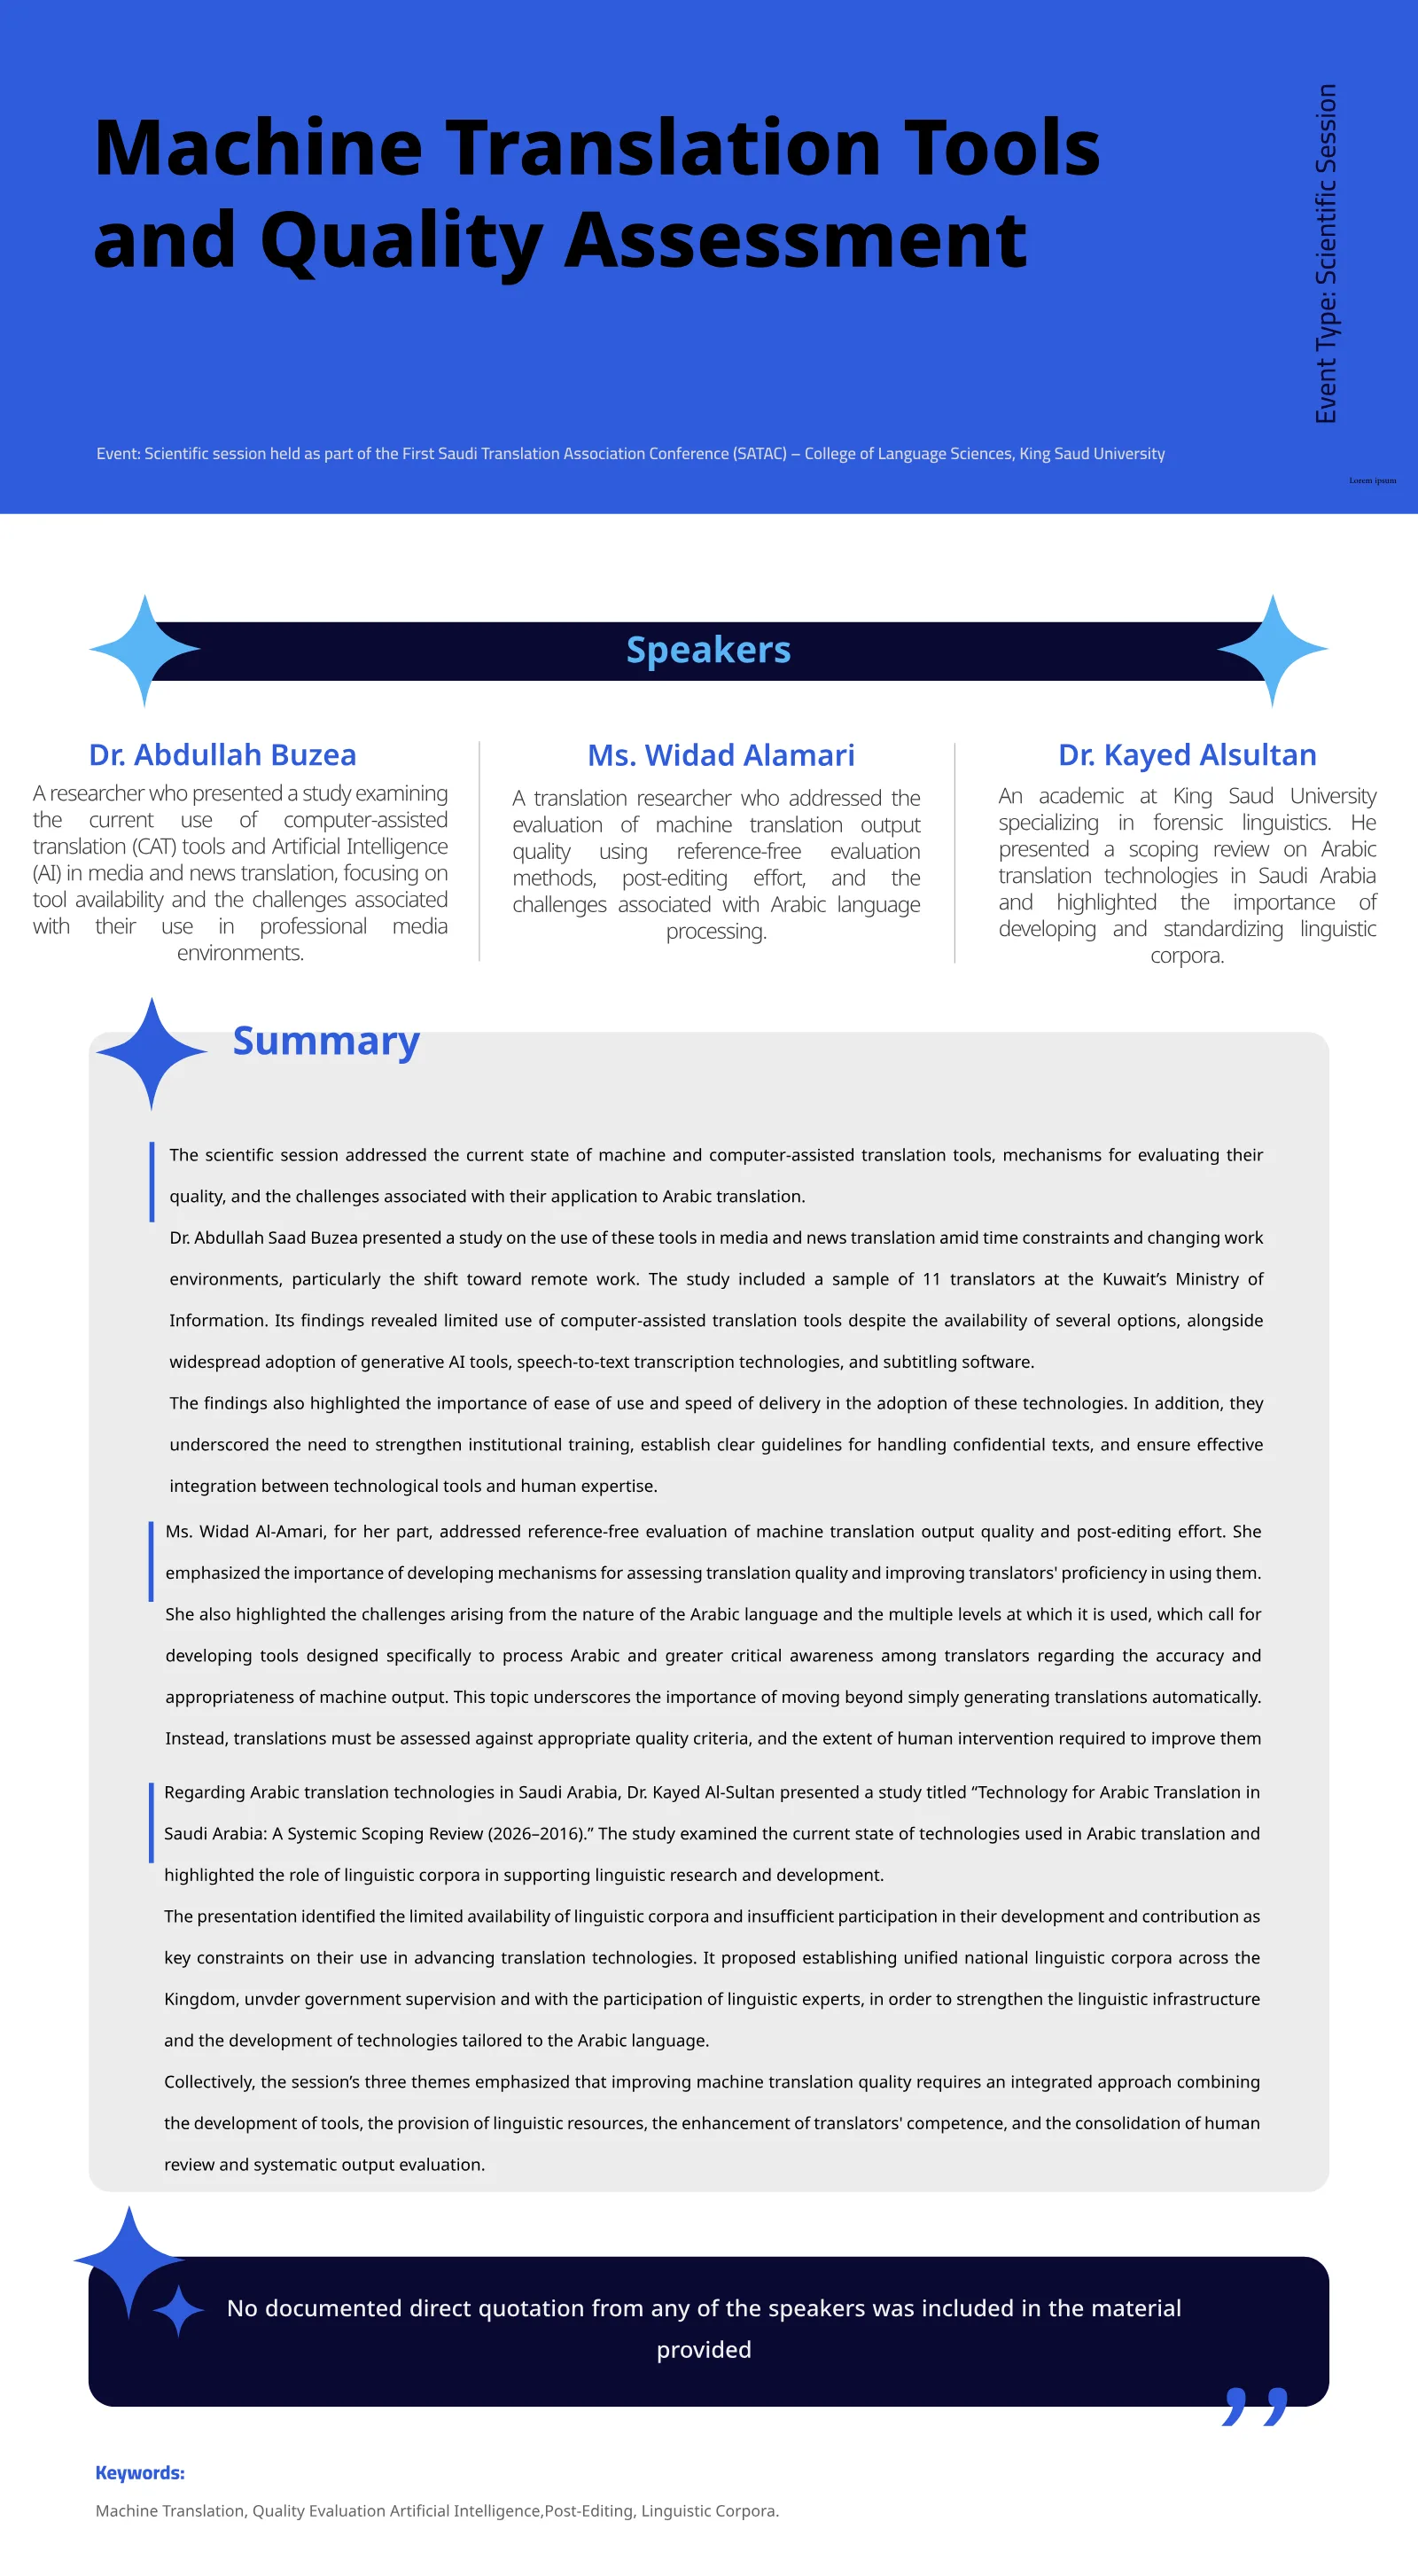 Machine Translation Tools
and Quality Assessment
Event Type: Scientific Session
Event: Scientific session held as part of the First Saudi Translation Association Conference (SATAC) – College of Language Sciences, King Saud University
Lorem ipsum
Speakers
Dr. Abdullah Buzea
A researcher who presented a study examining
the current use of computer-assisted
translation (CAT) tools and Artificial Intelligence
(AI) in media and news translation, focusing on
tool availability and the challenges associated
with their use in professional media
environments.
Ms. Widad Alamari
A translation researcher who addressed the
evaluation of machine translation output
quality using reference-free evaluation
methods, post-editing effort, and the
challenges associated with Arabic language
processing.
Dr. Kayed Alsultan
An academic at King Saud University
specializing in forensic linguistics. He
presented a scoping review on Arabic
translation technologies in Saudi Arabia
and highlighted the importance of
developing and standardizing linguistic
corpora.
Summary
The scientific session addressed the current state of machine and computer-assisted translation tools, mechanisms for evaluating their
quality, and the challenges associated with their application to Arabic translation.
Dr. Abdullah Saad Buzea presented a study on the use of these tools in media and news translation amid time constraints and changing work
environments, particularly the shift toward remote work. The study included a sample of 11 translators at the Kuwait’s Ministry of
Information. Its findings revealed limited use of computer-assisted translation tools despite the availability of several options, alongside
widespread adoption of generative AI tools, speech-to-text transcription technologies, and subtitling software.
The findings also highlighted the importance of ease of use and speed of delivery in the adoption of these technologies. In addition, they
underscored the need to strengthen institutional training, establish clear guidelines for handling confidential texts, and ensure effective
integration between technological tools and human expertise.
Ms. Widad Al-Amari, for her part, addressed reference-free evaluation of machine translation output quality and post-editing effort. She
emphasized the importance of developing mechanisms for assessing translation quality and improving translators' proficiency in using them.
She also highlighted the challenges arising from the nature of the Arabic language and the multiple levels at which it is used, which call for
developing tools designed specifically to process Arabic and greater critical awareness among translators regarding the accuracy and
appropriateness of machine output. This topic underscores the importance of moving beyond simply generating translations automatically.
Instead, translations must be assessed against appropriate quality criteria, and the extent of human intervention required to improve them
Regarding Arabic translation technologies in Saudi Arabia, Dr. Kayed Al-Sultan presented a study titled “Technology for Arabic Translation in
Saudi Arabia: A Systemic Scoping Review (2026–2016).” The study examined the current state of technologies used in Arabic translation and
highlighted the role of linguistic corpora in supporting linguistic research and development.
The presentation identified the limited availability of linguistic corpora and insufficient participation in their development and contribution as
key constraints on their use in advancing translation technologies. It proposed establishing unified national linguistic corpora across the
Kingdom, unvder government supervision and with the participation of linguistic experts, in order to strengthen the linguistic infrastructure
and the development of technologies tailored to the Arabic language.
Collectively, the session’s three themes emphasized that improving machine translation quality requires an integrated approach combining
the development of tools, the provision of linguistic resources, the enhancement of translators' competence, and the consolidation of human
review and systematic output evaluation.
No documented direct quotation from any of the speakers was included in the material
provided
”
Keywords:
Machine Translation, Quality Evaluation Artificial Intelligence,Post-Editing, Linguistic Corpora.